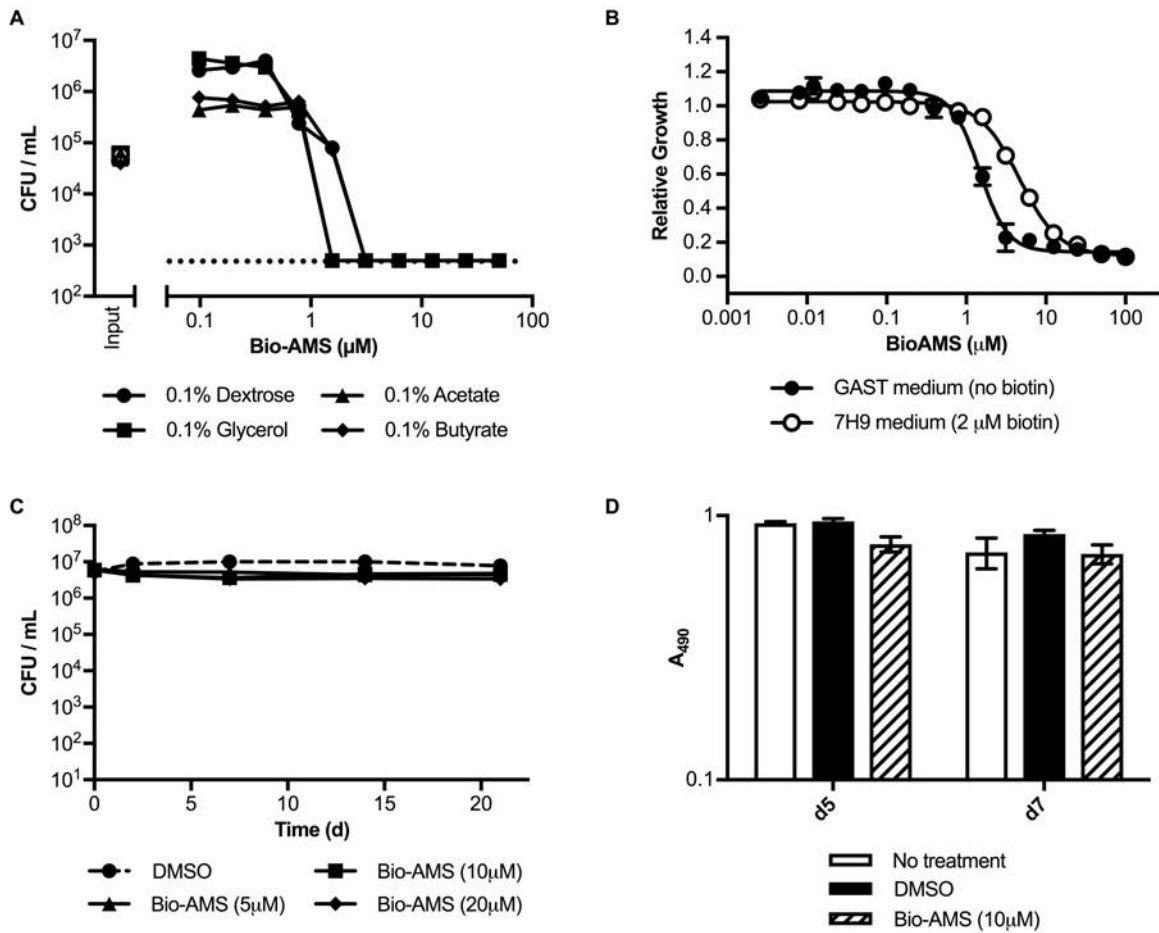 A
CFU / mL
10⁷
10⁶
10⁵
10⁴
10³
10²
Input
0.1 1 10 100
Bio-AMS (µM)
0.1% Dextrose 0.1% Acetate
0.1% Glycerol 0.1% Butyrate
B
Relative Growth
1.4
1.2
1.0
0.8
0.6
0.4
0.2
0.0
0.001 0.01 0.1 1 10 100
BioAMS (µM)
GAST medium (no biotin)
7H9 medium (2 µM biotin)
C
CFU / mL
10⁸
10⁷
10⁶
10⁵
10⁴
10³
10²
10¹
0 5 10 15 20
Time (d)
DMSO Bio-AMS (10µM)
Bio-AMS (5µM) Bio-AMS (20µM)
D
A₄₉₀
1
0.1
d5 d7
No treatment
DMSO
Bio-AMS (10µM)